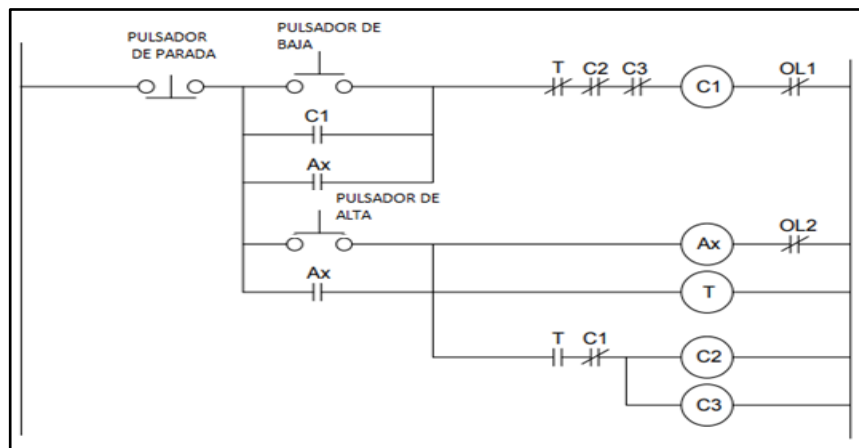 PULSADOR
DE PARADA
PULSADOR DE
BAJA
T C2 C3 C1 OL1
C1
Ax
PULSADOR DE
ALTA
Ax OL2
Ax
T
T C1
C2
C3